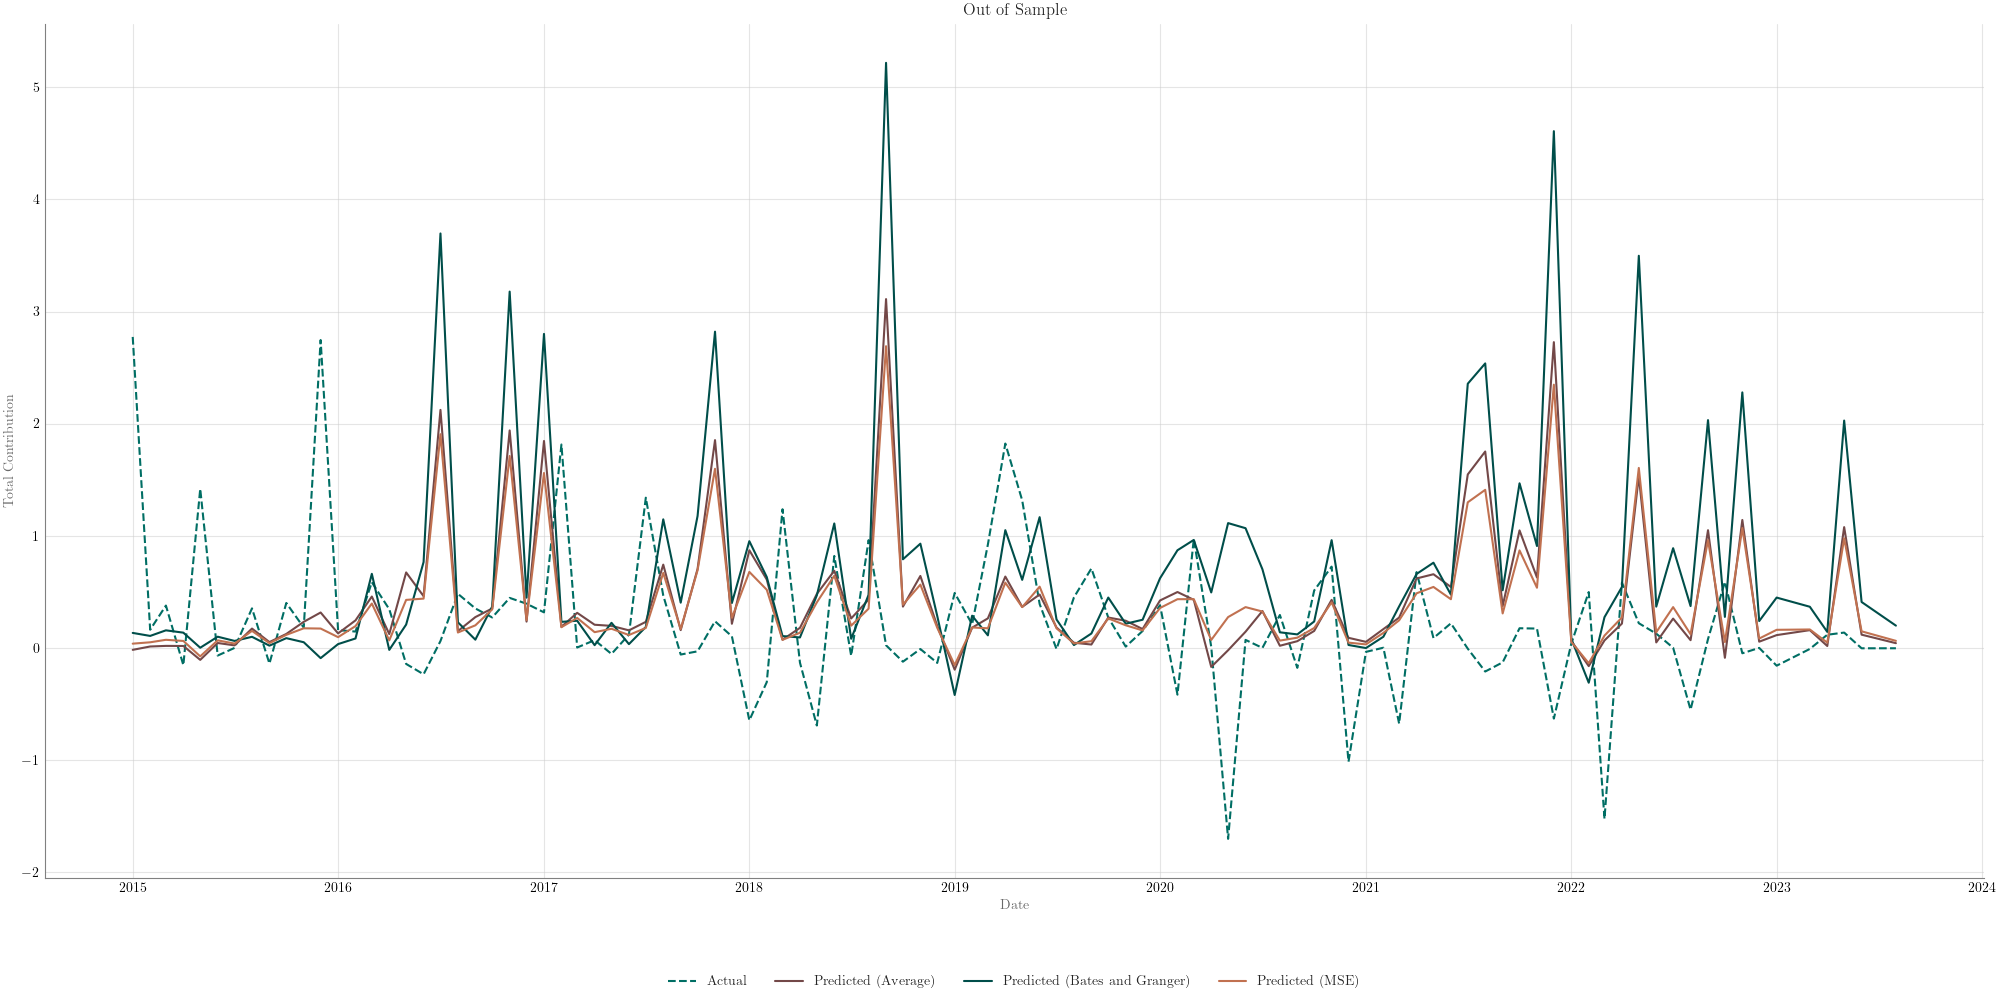 Out of Sample
Total Contribution
5
4
3
2
1
0
−1
−2
2015 2016 2017 2018 2019 2020 2021 2022 2023 2024
Date
Actual Predicted (Average) Predicted (Bates and Granger) Predicted (MSE)